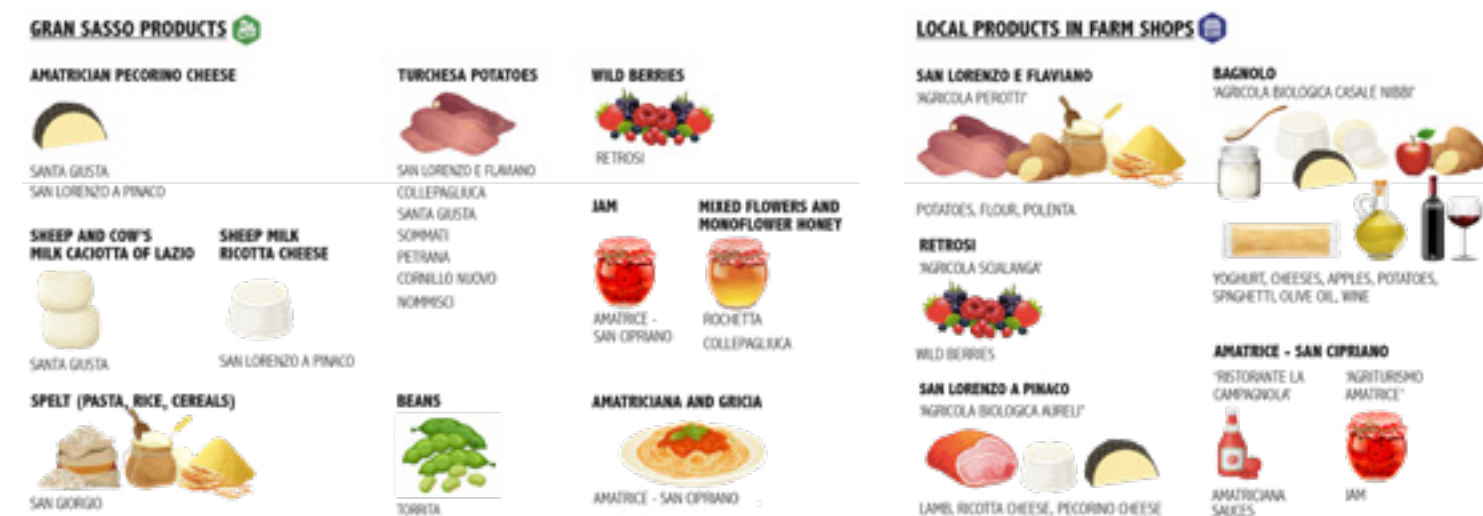 GRAN SASSO PRODUCTS
AMATRICIAN PECORINO CHEESE
SANTA GIUSTA
SAN LORENZO A PINACO
SHEEP AND COW'S
MILK CACIOTTA OF LAZIO
SANTA GIUSTA
SHEEP MILK
RICOTTA CHEESE
SAN LORENZO A PINACO
SPELT (PASTA, RICE, CEREALS)
SAN GIORGIO
TURCHESA POTATOES
SAN LORENZO E FLAVIANO
COLLEPAGLIUCA
SANTA GIUSTA
SOMMATI
PETRANA
CORNILLO NUOVO
NOMMISCI
BEANS
TORRITA
WILD BERRIES
RETROSI
JAM
AMATRICE -
SAN CIPRIANO
MIXED FLOWERS AND
MONOFLOWER HONEY
ROCHETTA
COLLEPAGLIUCA
AMATRICIANA AND GRICIA
AMATRICE - SAN CIPRIANO
LOCAL PRODUCTS IN FARM SHOPS
SAN LORENZO E FLAVIANO
"AGRICOLA PEROTTI"
POTATOES, FLOUR, POLENTA
RETROSI
"AGRICOLA SCIALANGA"
WILD BERRIES
SAN LORENZO A PINACO
"AGRICOLA BIOLOGICA AURELI"
LAMB, RICOTTA CHEESE, PECORINO CHEESE
BAGNOLO
"AGRICOLA BIOLOGICA CASALE NIBBI"
YOGHURT, CHEESES, APPLES, POTATOES,
SPAGHETTI, OLIVE OIL, WINE
AMATRICE - SAN CIPRIANO
"RISTORANTE LA
CAMPAGNOLA"
AMATRICIANA
SAUCES
"AGRITURISMO
AMATRICE"
JAM